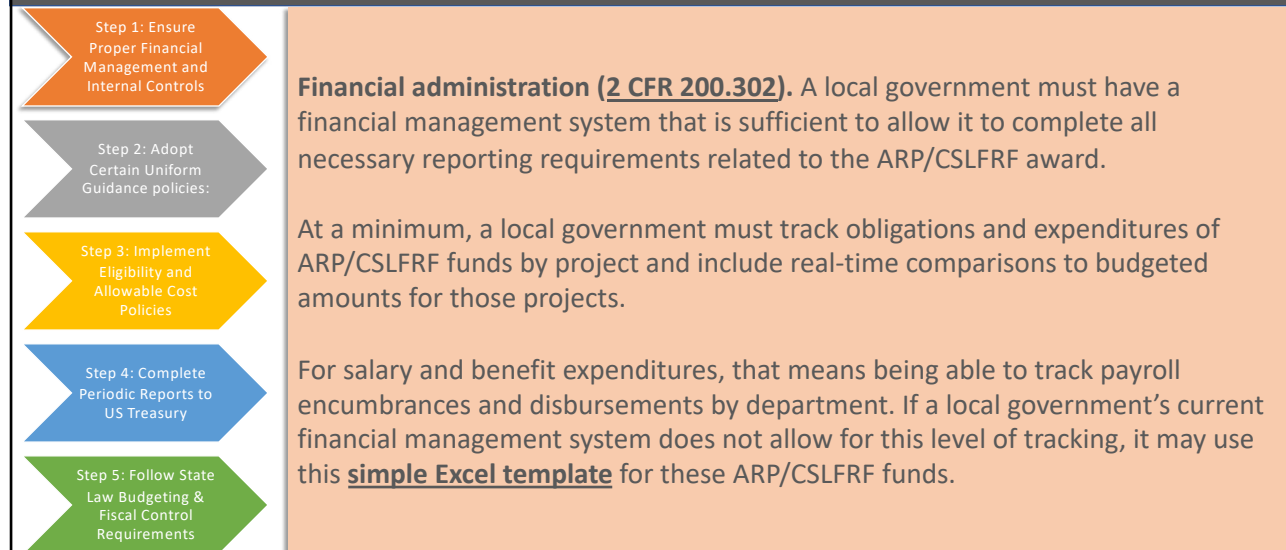 Step 1: Ensure
Proper Financial
Management and
Internal Controls
Step 2: Adopt
Certain Uniform
Guidance policies:
Step 3: Implement
Eligibility and
Allowable Cost
Policies
Step 4: Complete
Periodic Reports to
US Treasury
Step 5: Follow State
Law Budgeting &
Fiscal Control
Requirements
Financial administration (2 CFR 200.302). A local government must have a
financial management system that is sufficient to allow it to complete all
necessary reporting requirements related to the ARP/CSLFRF award.
At a minimum, a local government must track obligations and expenditures of
ARP/CSLFRF funds by project and include real-time comparisons to budgeted
amounts for those projects.
For salary and benefit expenditures, that means being able to track payroll
encumbrances and disbursements by department. If a local government’s current
financial management system does not allow for this level of tracking, it may use
this simple Excel template for these ARP/CSLFRF funds.